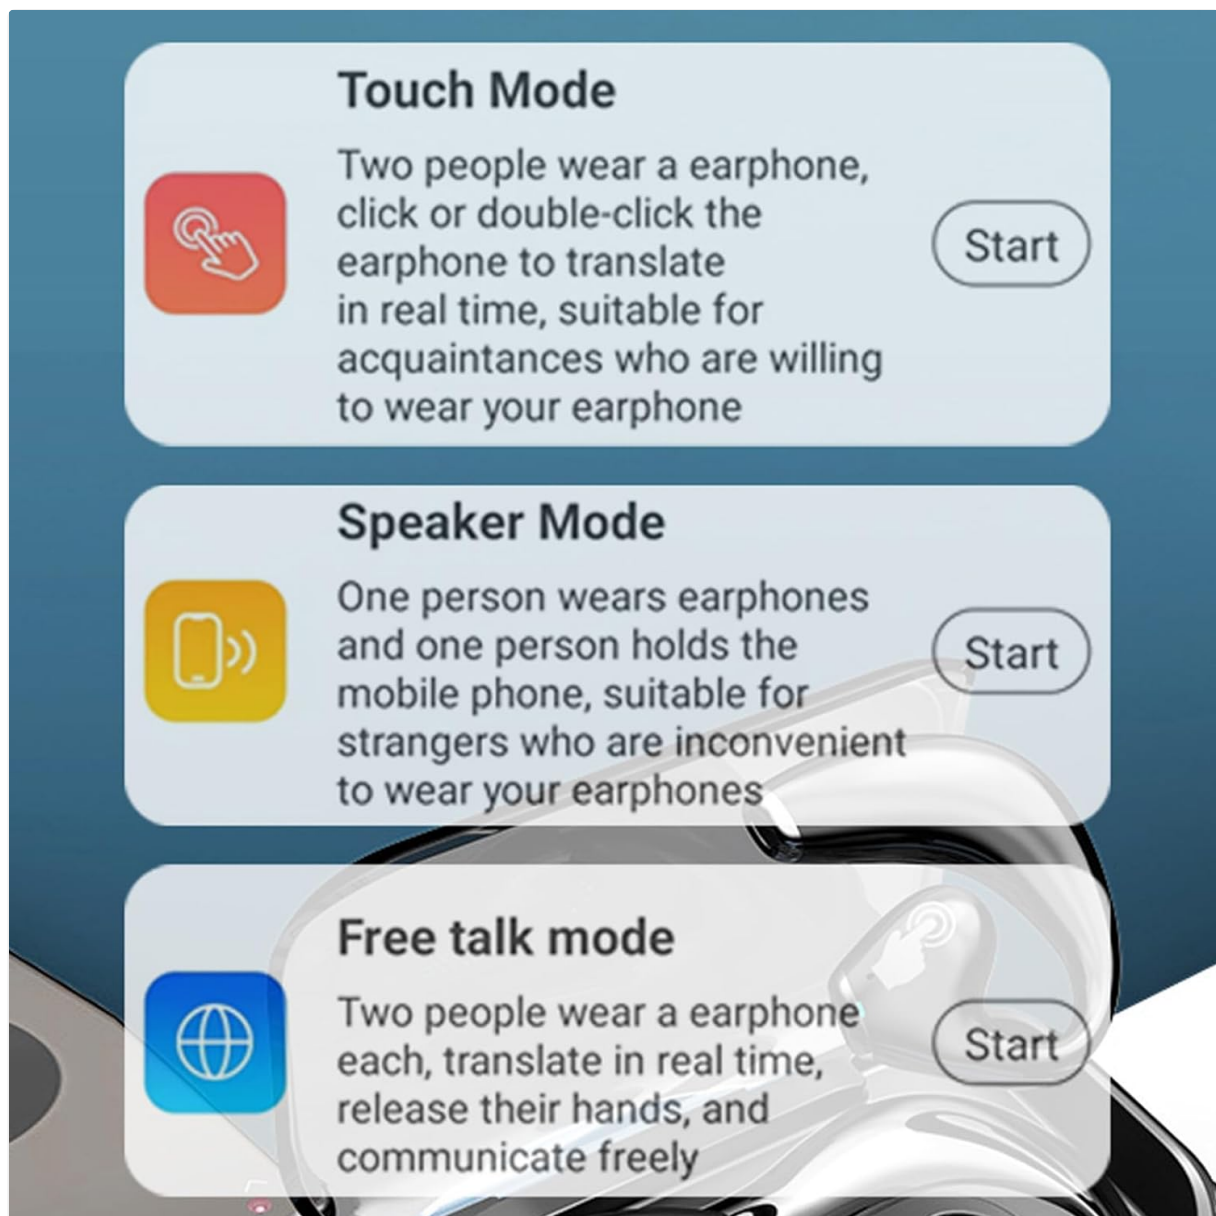 Touch Mode
Two people wear a earphone,
click or double-click the
earphone to translate
in real time, suitable for
acquaintances who are willing
to wear your earphone
Start
Speaker Mode
One person wears earphones
and one person holds the
mobile phone, suitable for
strangers who are inconvenient
to wear your earphones
Start
Free talk mode
Two people wear a earphone
each, translate in real time,
release their hands, and
communicate freely
Start